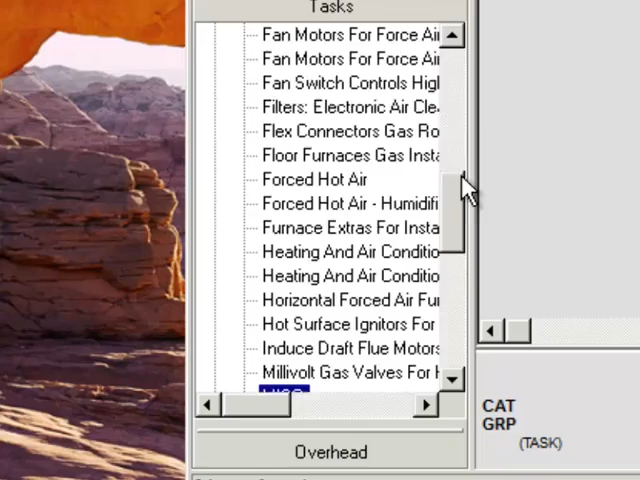 Tasks
Fan Motors For Force Air
Fan Motors For Force Air
Fan Switch Controls High
Filters: Electronic Air Cle
Flex Connectors Gas Ro
Floor Furnaces Gas Insta
Forced Hot Air
Forced Hot Air - Humidifi
Furnace Extras For Insta
Heating And Air Conditio
Heating And Air Conditio
Horizontal Forced Air Fur
Hot Surface Ignitors For
Induce Draft Flue Motors
Millivolt Gas Valves For H
Overhead
CAT
GRP
(TASK)